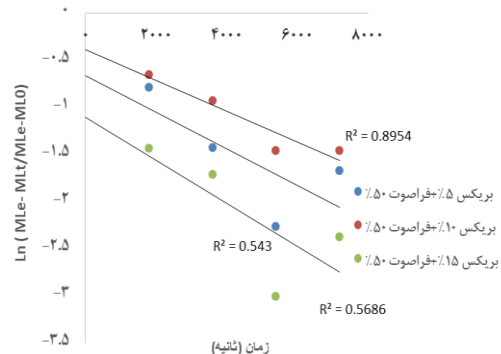 ۰
۲۰۰۰ ۴۰۰۰ ۶۰۰۰ ۸۰۰۰
۰
−۰.۵
−۱
−۱.۵
−۲
−۲.۵
−۳
−۳.۵
Ln ( MLe- MLt/MLe-ML0)
R² = 0.8954
بریکس ۵٪+فراصوت ۵۰٪
بریکس ۱۰٪+فراصوت ۵۰٪
بریکس ۱۵٪+فراصوت ۵۰٪
R² = 0.543
R² = 0.5686
زمان (ثانیه)